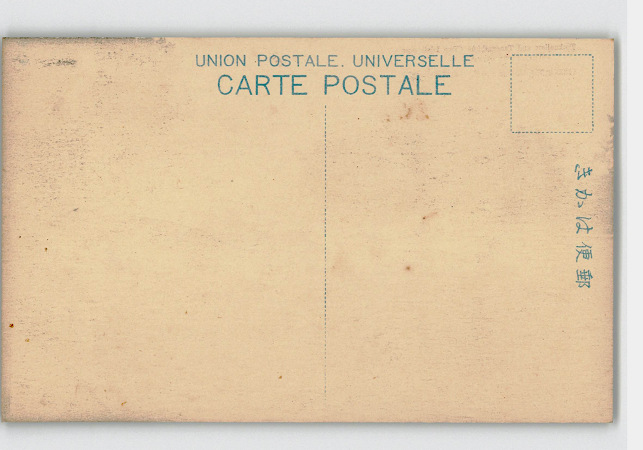 UNION POSTALE. UNIVERSELLE
CARTE POSTALE
郵便はかき